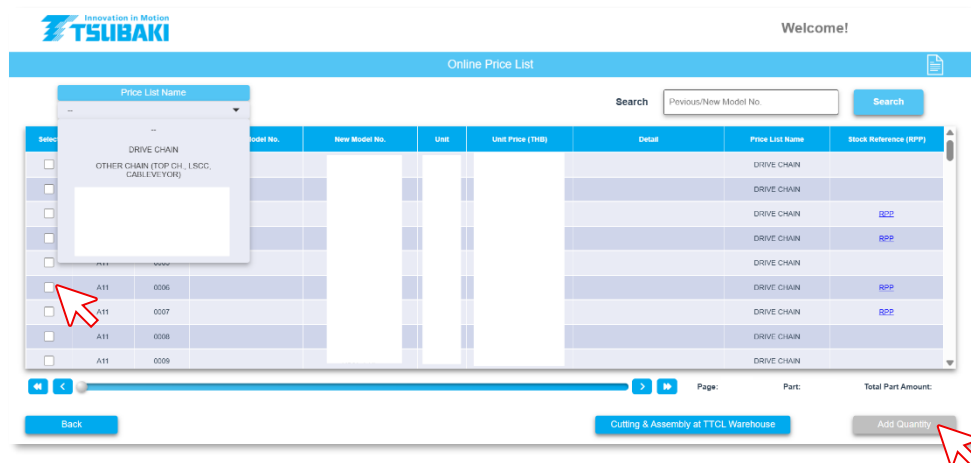 Innovation in Motion
TSUBAKI
Welcome!
Online Price List
Price List Name
--
Search
Pevious/New Model No.
Search
--
DRIVE CHAIN
OTHER CHAIN (TOP CH., LSCC,
CABLEVEYOR)
Selec
Model No.
New Model No.
Unit
Unit Price (THB)
Detail
Price List Name
Stock Reference (RPP)
DRIVE CHAIN
DRIVE CHAIN
DRIVE CHAIN
RPP
DRIVE CHAIN
RPP
A11
0005
DRIVE CHAIN
A11
0006
DRIVE CHAIN
RPP
A11
0007
DRIVE CHAIN
RPP
A11
0008
DRIVE CHAIN
A11
0009
DRIVE CHAIN
Page:
Part:
Total Part Amount:
Back
Cutting & Assembly at TTCL Warehouse
Add Quantity